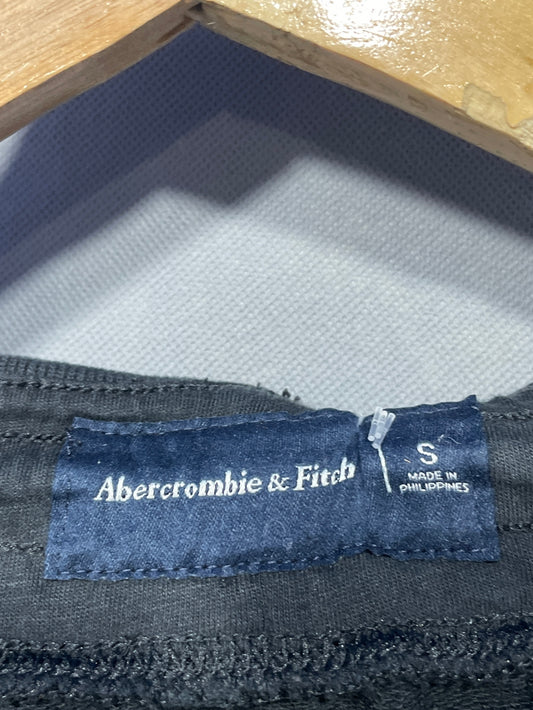 Abercrombie & Fitch
S
MADE IN
PHILIPPINES